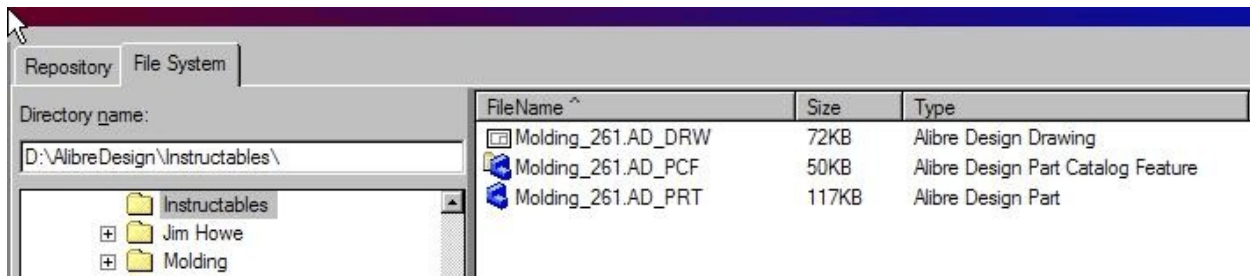 Repository File System
Directory name:
D:\AlibreDesign\Instructables\
Instructables
Jim Howe
Molding
FileName ^ Size Type
Molding_261.AD_DRW 72KB Alibre Design Drawing
Molding_261.AD_PCF 50KB Alibre Design Part Catalog Feature
Molding_261.AD_PRT 117KB Alibre Design Part